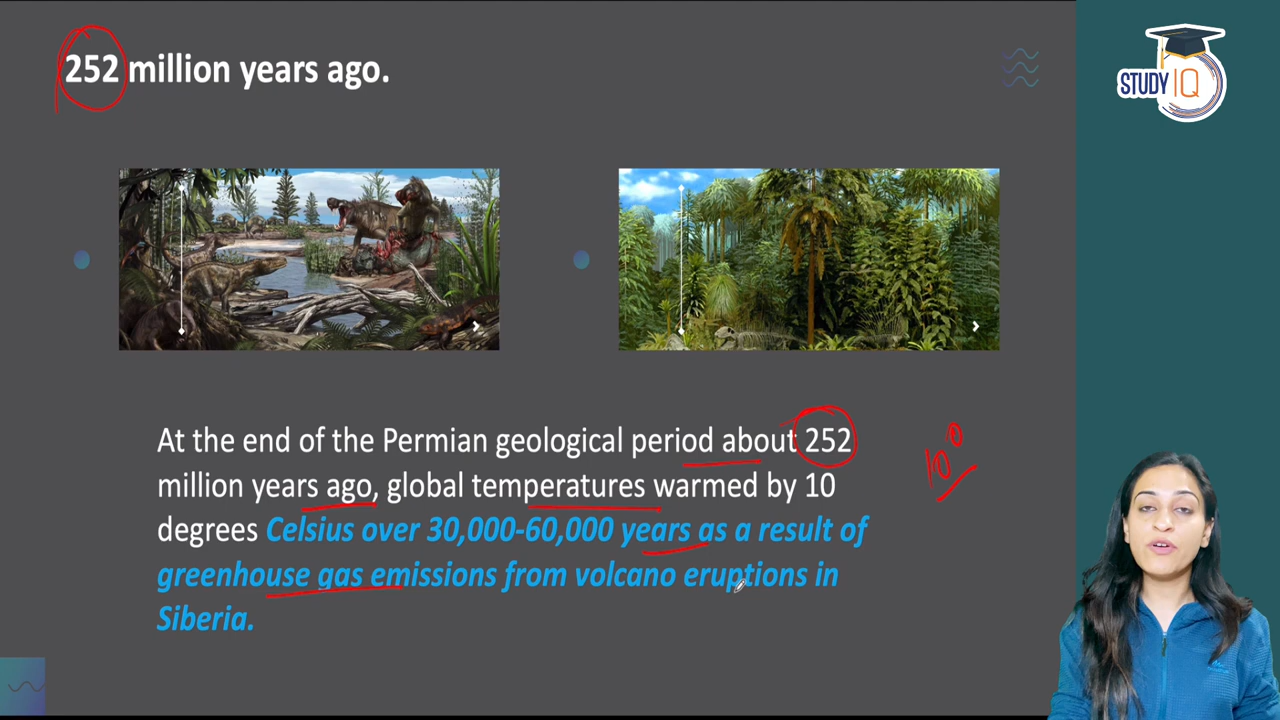 252 million years ago.
STUDY IQ
At the end of the Permian geological period about 252
million years ago, global temperatures warmed by 10
degrees Celsius over 30,000-60,000 years as a result of
greenhouse gas emissions from volcano eruptions in
Siberia.
10°